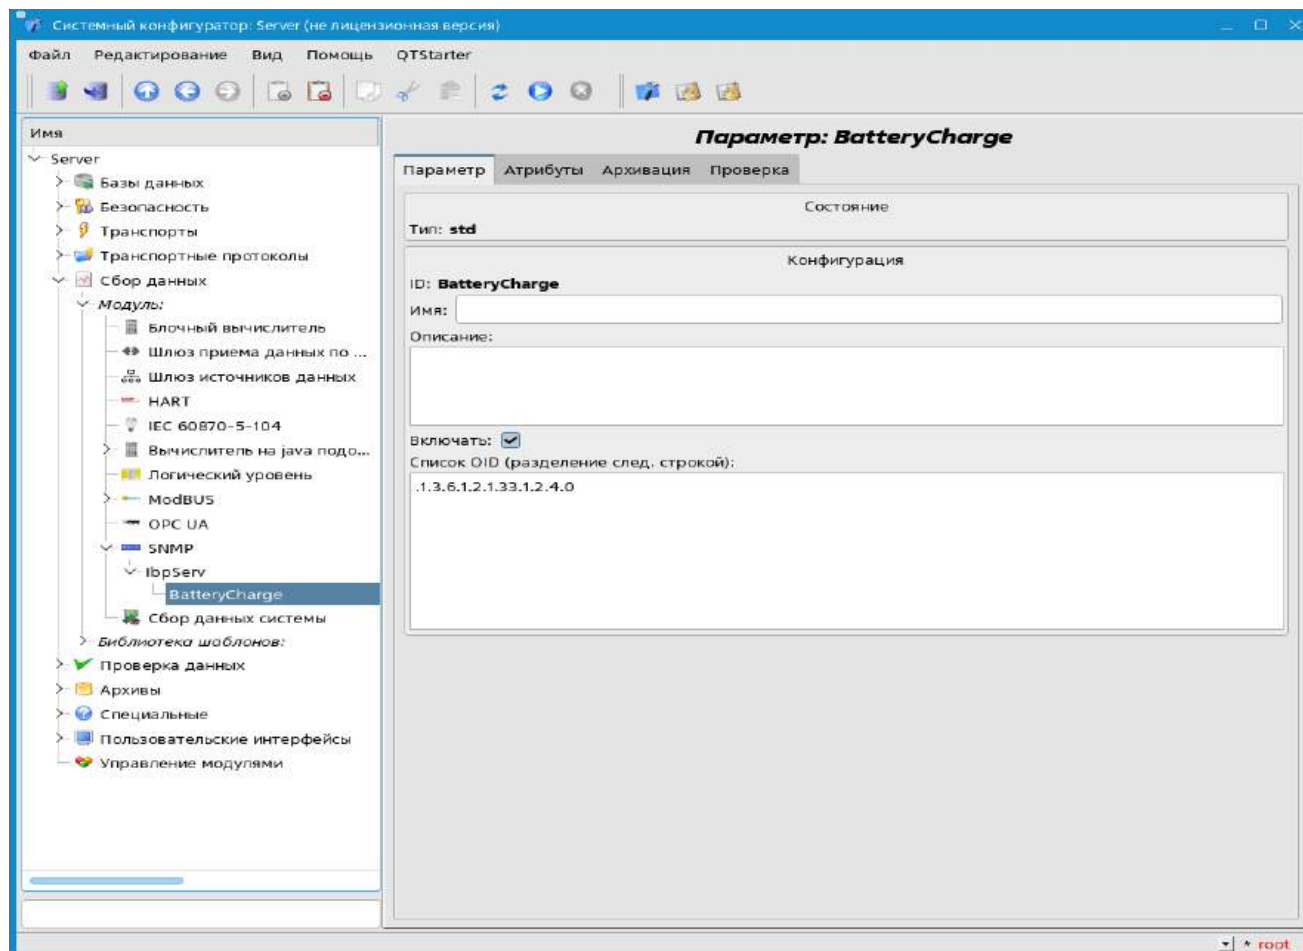 Системный конфигуратор: Server (не лицензионная версия)
Файл Редактирование Вид Помощь QTStarter
Имя
Server
Базы данных
Безопасность
Транспорты
Транспортные протоколы
Сбор данных
Модуль:
Блочный вычислитель
Шлюз приема данных по ...
Шлюз источников данных
HART
IEC 60870-5-104
Вычислитель на java подо...
Логический уровень
ModBUS
OPC UA
SNMP
IbpServ
BatteryCharge
Сбор данных системы
Библиотека шаблонов:
Проверка данных
Архивы
Специальные
Пользовательские интерфейсы
Управление модулями
Параметр: BatteryCharge
Параметр Атрибуты Архивация Проверка
Состояние
Тип: std
Конфигурация
ID: BatteryCharge
Имя:
Описание:
Включать:
Список OID (разделение след. строкой):
.1.3.6.1.2.1.33.1.2.4.0
* root